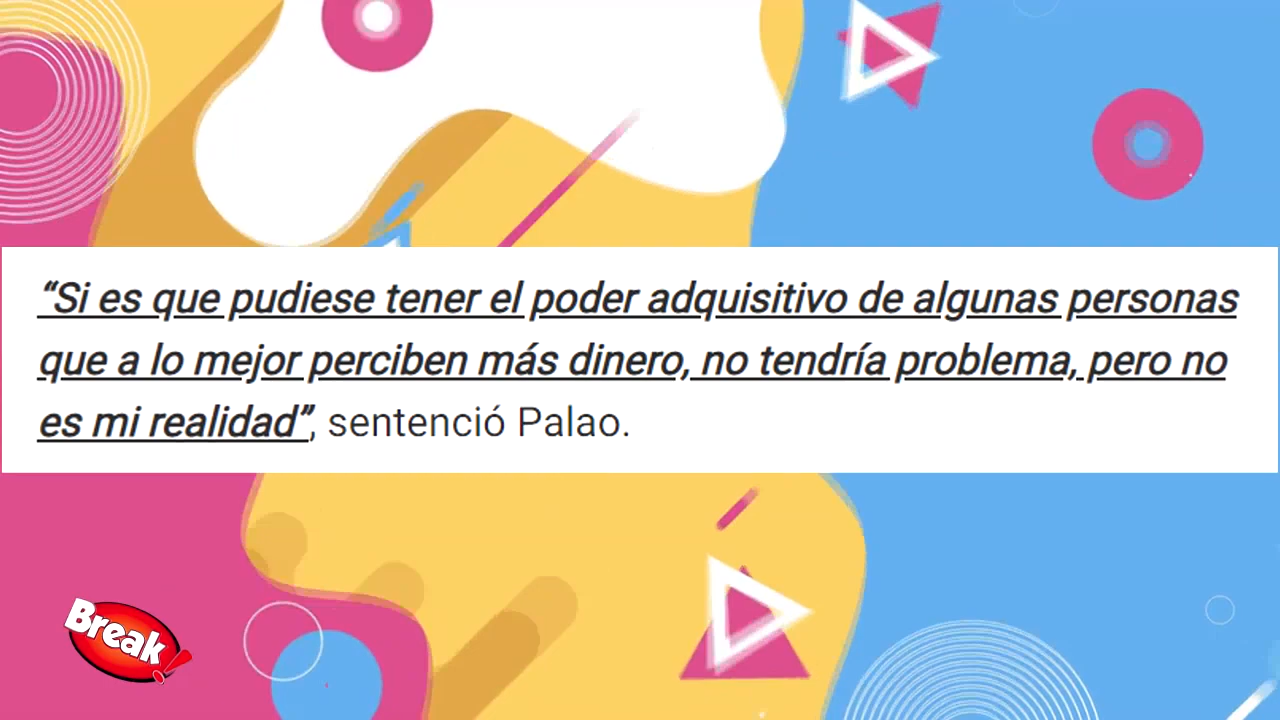 “Si es que pudiese tener el poder adquisitivo de algunas personas
que a lo mejor perciben más dinero, no tendría problema, pero no
es mi realidad”, sentenció Palao.
Break!